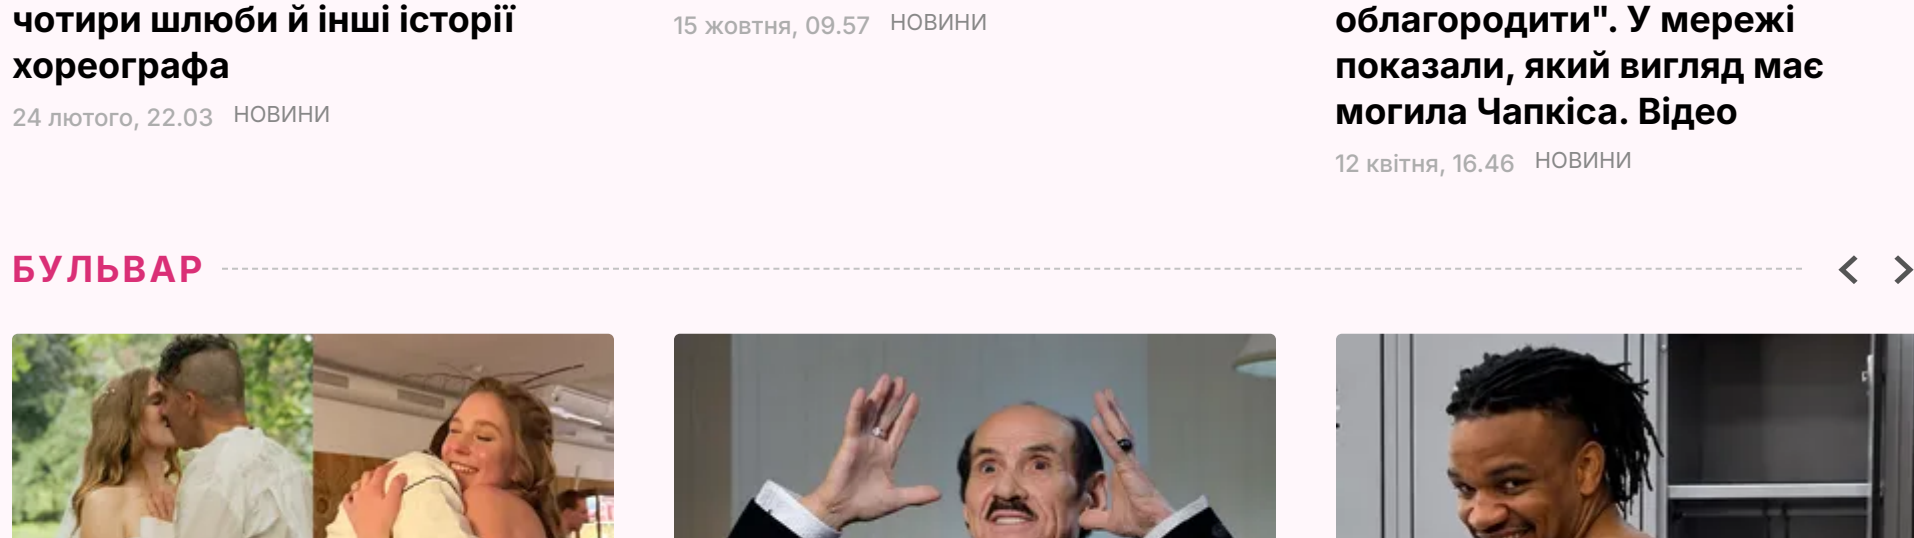 чотири шлюби й інші історії
хореографа
24 лютого, 22.03 НОВИНИ
15 жовтня, 09.57 НОВИНИ
облагородити". У мережі
показали, який вигляд має
могила Чапкіса. Відео
12 квітня, 16.46 НОВИНИ
БУЛЬВАР